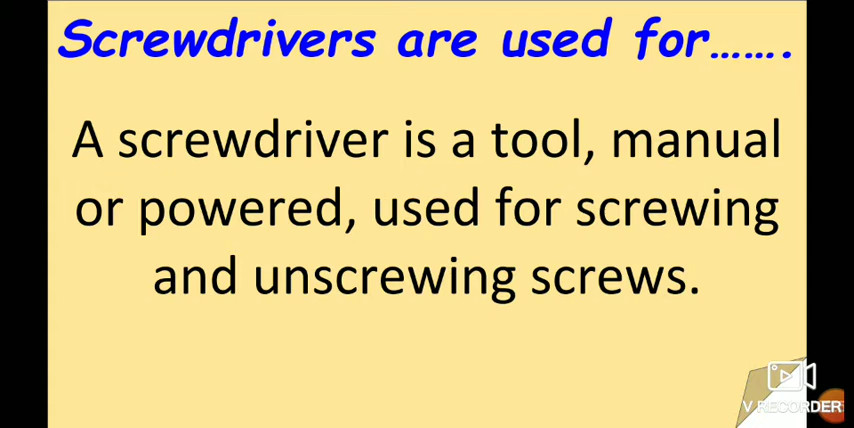 Screwdrivers are used for…….
A screwdriver is a tool, manual
or powered, used for screwing
and unscrewing screws.
V RECORDER